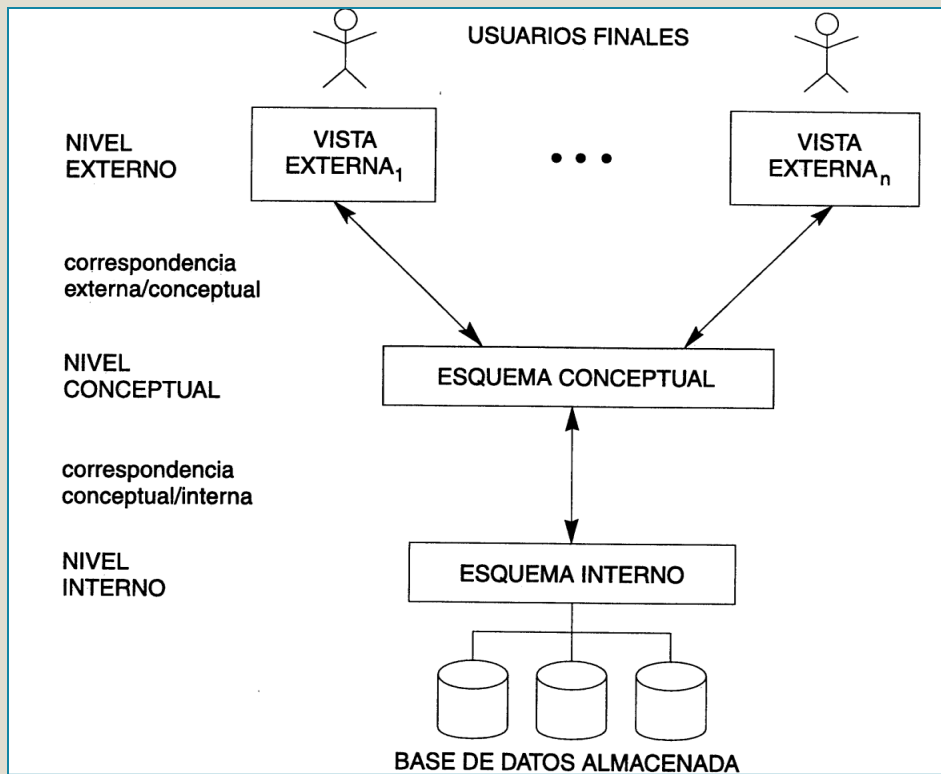 USUARIOS FINALES
NIVEL
EXTERNO
VISTA
EXTERNA1
• • •
VISTA
EXTERNAn
correspondencia
externa/conceptual
NIVEL
CONCEPTUAL
ESQUEMA CONCEPTUAL
correspondencia
conceptual/interna
NIVEL
INTERNO
ESQUEMA INTERNO
BASE DE DATOS ALMACENADA